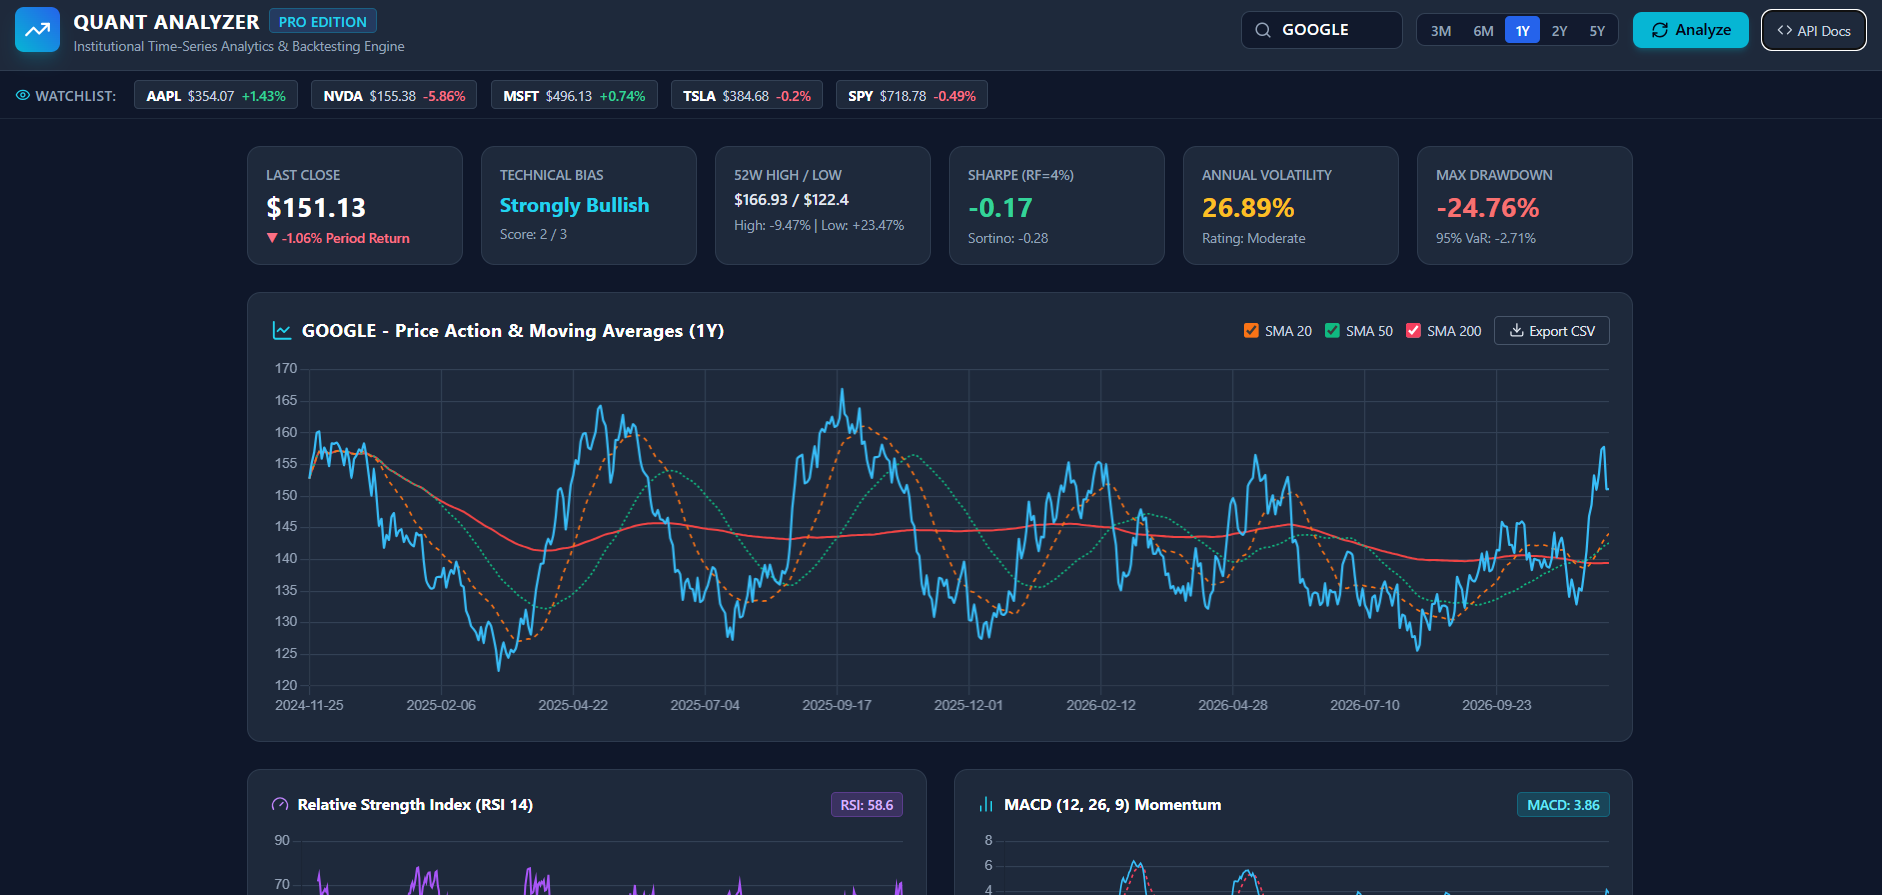 QUANT ANALYZER PRO EDITION
Institutional Time-Series Analytics & Backtesting Engine
GOOGLE
3M 6M 1Y 2Y 5Y
Analyze
<> API Docs
WATCHLIST:
AAPL $354.07 +1.43%
NVDA $155.38 -5.86%
MSFT $496.13 +0.74%
TSLA $384.68 -0.2%
SPY $718.78 -0.49%
LAST CLOSE
$151.13
▼ -1.06% Period Return
TECHNICAL BIAS
Strongly Bullish
Score: 2 / 3
52W HIGH / LOW
$166.93 / $122.4
High: -9.47% | Low: +23.47%
SHARPE (RF=4%)
-0.17
Sortino: -0.28
ANNUAL VOLATILITY
26.89%
Rating: Moderate
MAX DRAWDOWN
-24.76%
95% VaR: -2.71%
GOOGLE - Price Action & Moving Averages (1Y)
SMA 20 SMA 50 SMA 200
Export CSV
170
165
160
155
150
145
140
135
130
125
120
2024-11-25 2025-02-06 2025-04-22 2025-07-04 2025-09-17 2025-12-01 2026-02-12 2026-04-28 2026-07-10 2026-09-23
Relative Strength Index (RSI 14)
RSI: 58.6
90
70
MACD (12, 26, 9) Momentum
MACD: 3.86
8
6
4